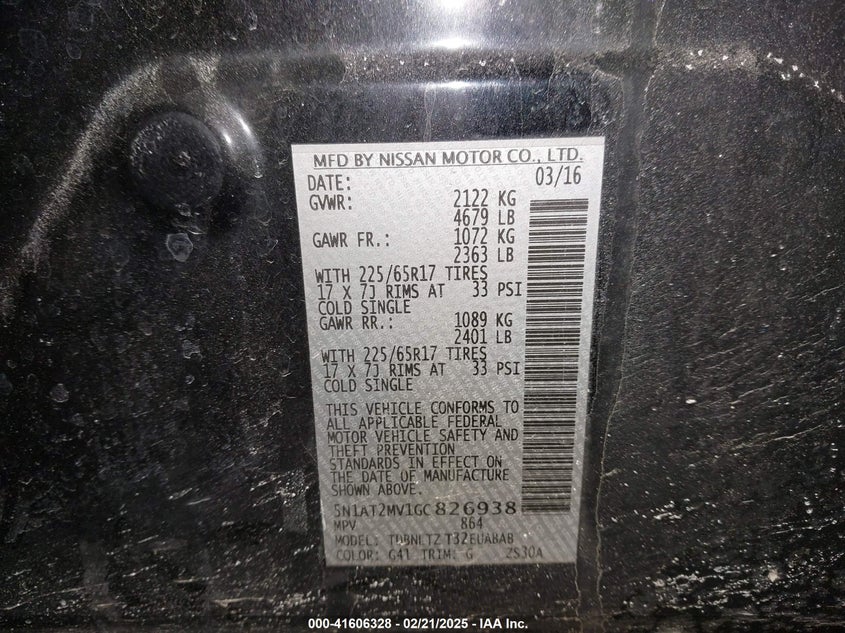 MFD BY NISSAN MOTOR CO., LTD.
DATE: 03/16
GVWR: 2122 KG
4679 LB
GAWR FR.: 1072 KG
2363 LB
WITH 225/65R17 TIRES
17 X 7J RIMS AT 33 PSI
COLD SINGLE
GAWR RR.: 1089 KG
2401 LB
WITH 225/65R17 TIRES
17 X 7J RIMS AT 33 PSI
COLD SINGLE
THIS VEHICLE CONFORMS TO
ALL APPLICABLE FEDERAL
MOTOR VEHICLE SAFETY AND
THEFT PREVENTION
STANDARDS IN EFFECT ON
THE DATE OF MANUFACTURE
SHOWN ABOVE.
5N1AT2MV1GC826938
MPV 864
MODEL:
COLOR: G41 TRIM: G ZS30A
000-41606328 - 02/21/2025 - IAA Inc.